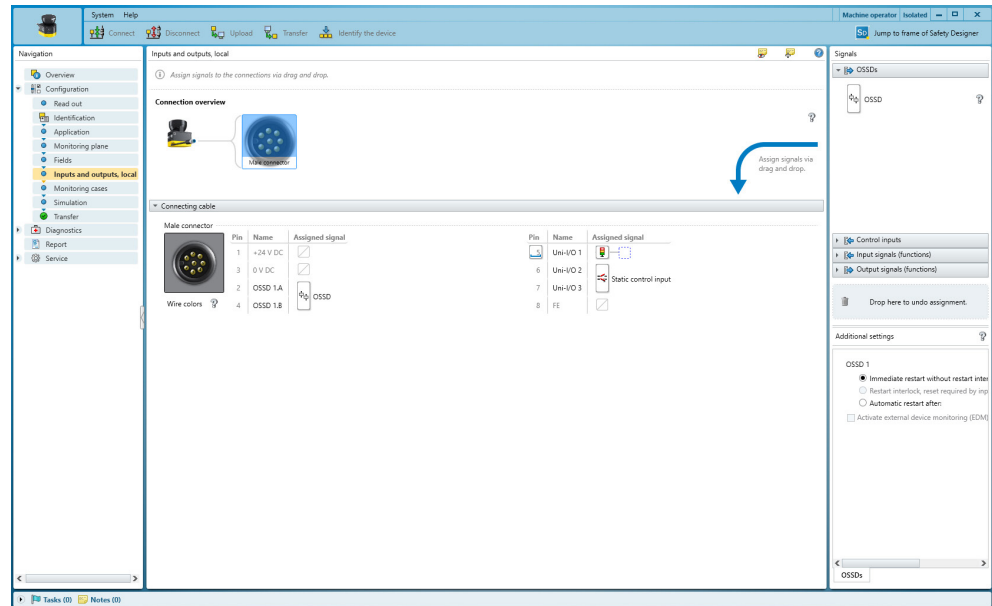 System Help
Machine operator Isolated
Connect Disconnect Upload Transfer Identify the device
So Jump to frame of Safety Designer
Navigation
Overview
Configuration
Read out
Identification
Application
Monitoring plane
Fields
Inputs and outputs, local
Monitoring cases
Simulation
Transfer
Diagnostics
Report
Service
Inputs and outputs, local
Assign signals to the connections via drag and drop.
Connection overview
Male connector
Assign signals via
drag and drop.
Connecting cable
Male connector
Wire colors
Pin Name Assigned signal
1 +24 V DC
3 0 V DC
2 OSSD 1.A
OSSD
4 OSSD 1.B
Pin Name Assigned signal
5 Uni-I/O 1
6 Uni-I/O 2
Static control input
7 Uni-I/O 3
8 FE
Signals
OSSDs
OSSD
Control inputs
Input signals (functions)
Output signals (functions)
Drop here to undo assignment.
Additional settings
OSSD 1
Immediate restart without restart inter
Restart interlock, reset required by inp
Automatic restart after:
Activate external device monitoring (EDM)
OSSDs
Tasks (0) Notes (0)